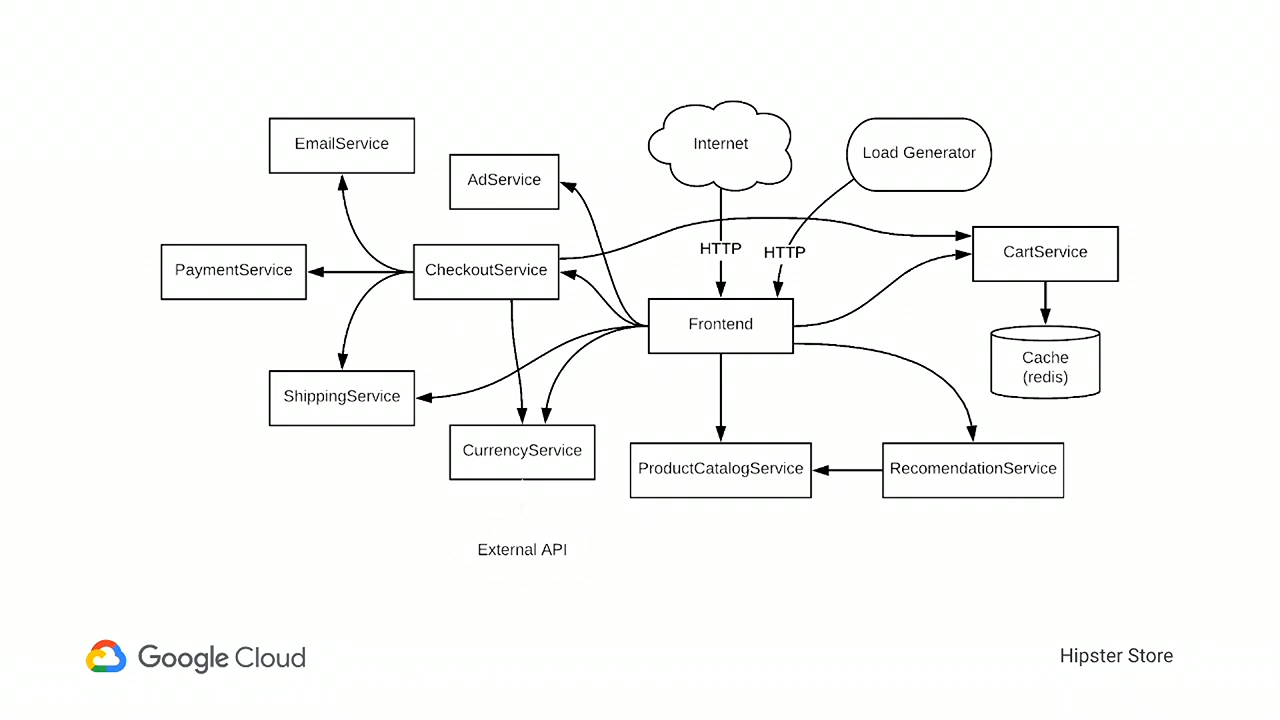 EmailService
AdService
Internet
Load Generator
PaymentService
CheckoutService
HTTP
HTTP
CartService
Frontend
Cache
(redis)
ShippingService
CurrencyService
ProductCatalogService
RecomendationService
External API
Google Cloud
Hipster Store